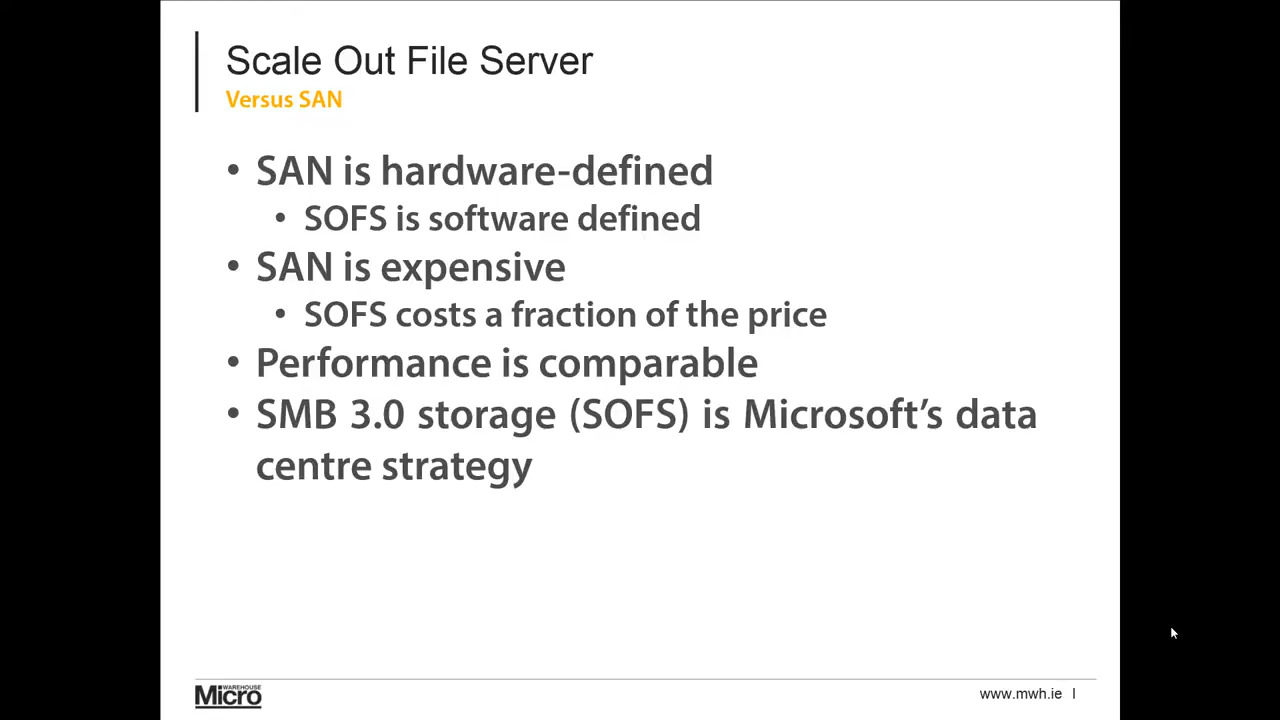 Scale Out File Server
Versus SAN
• SAN is hardware-defined
• SOFS is software defined
• SAN is expensive
• SOFS costs a fraction of the price
• Performance is comparable
• SMB 3.0 storage (SOFS) is Microsoft’s data
centre strategy
WAREHOUSE
Micro
www.mwh.ie |